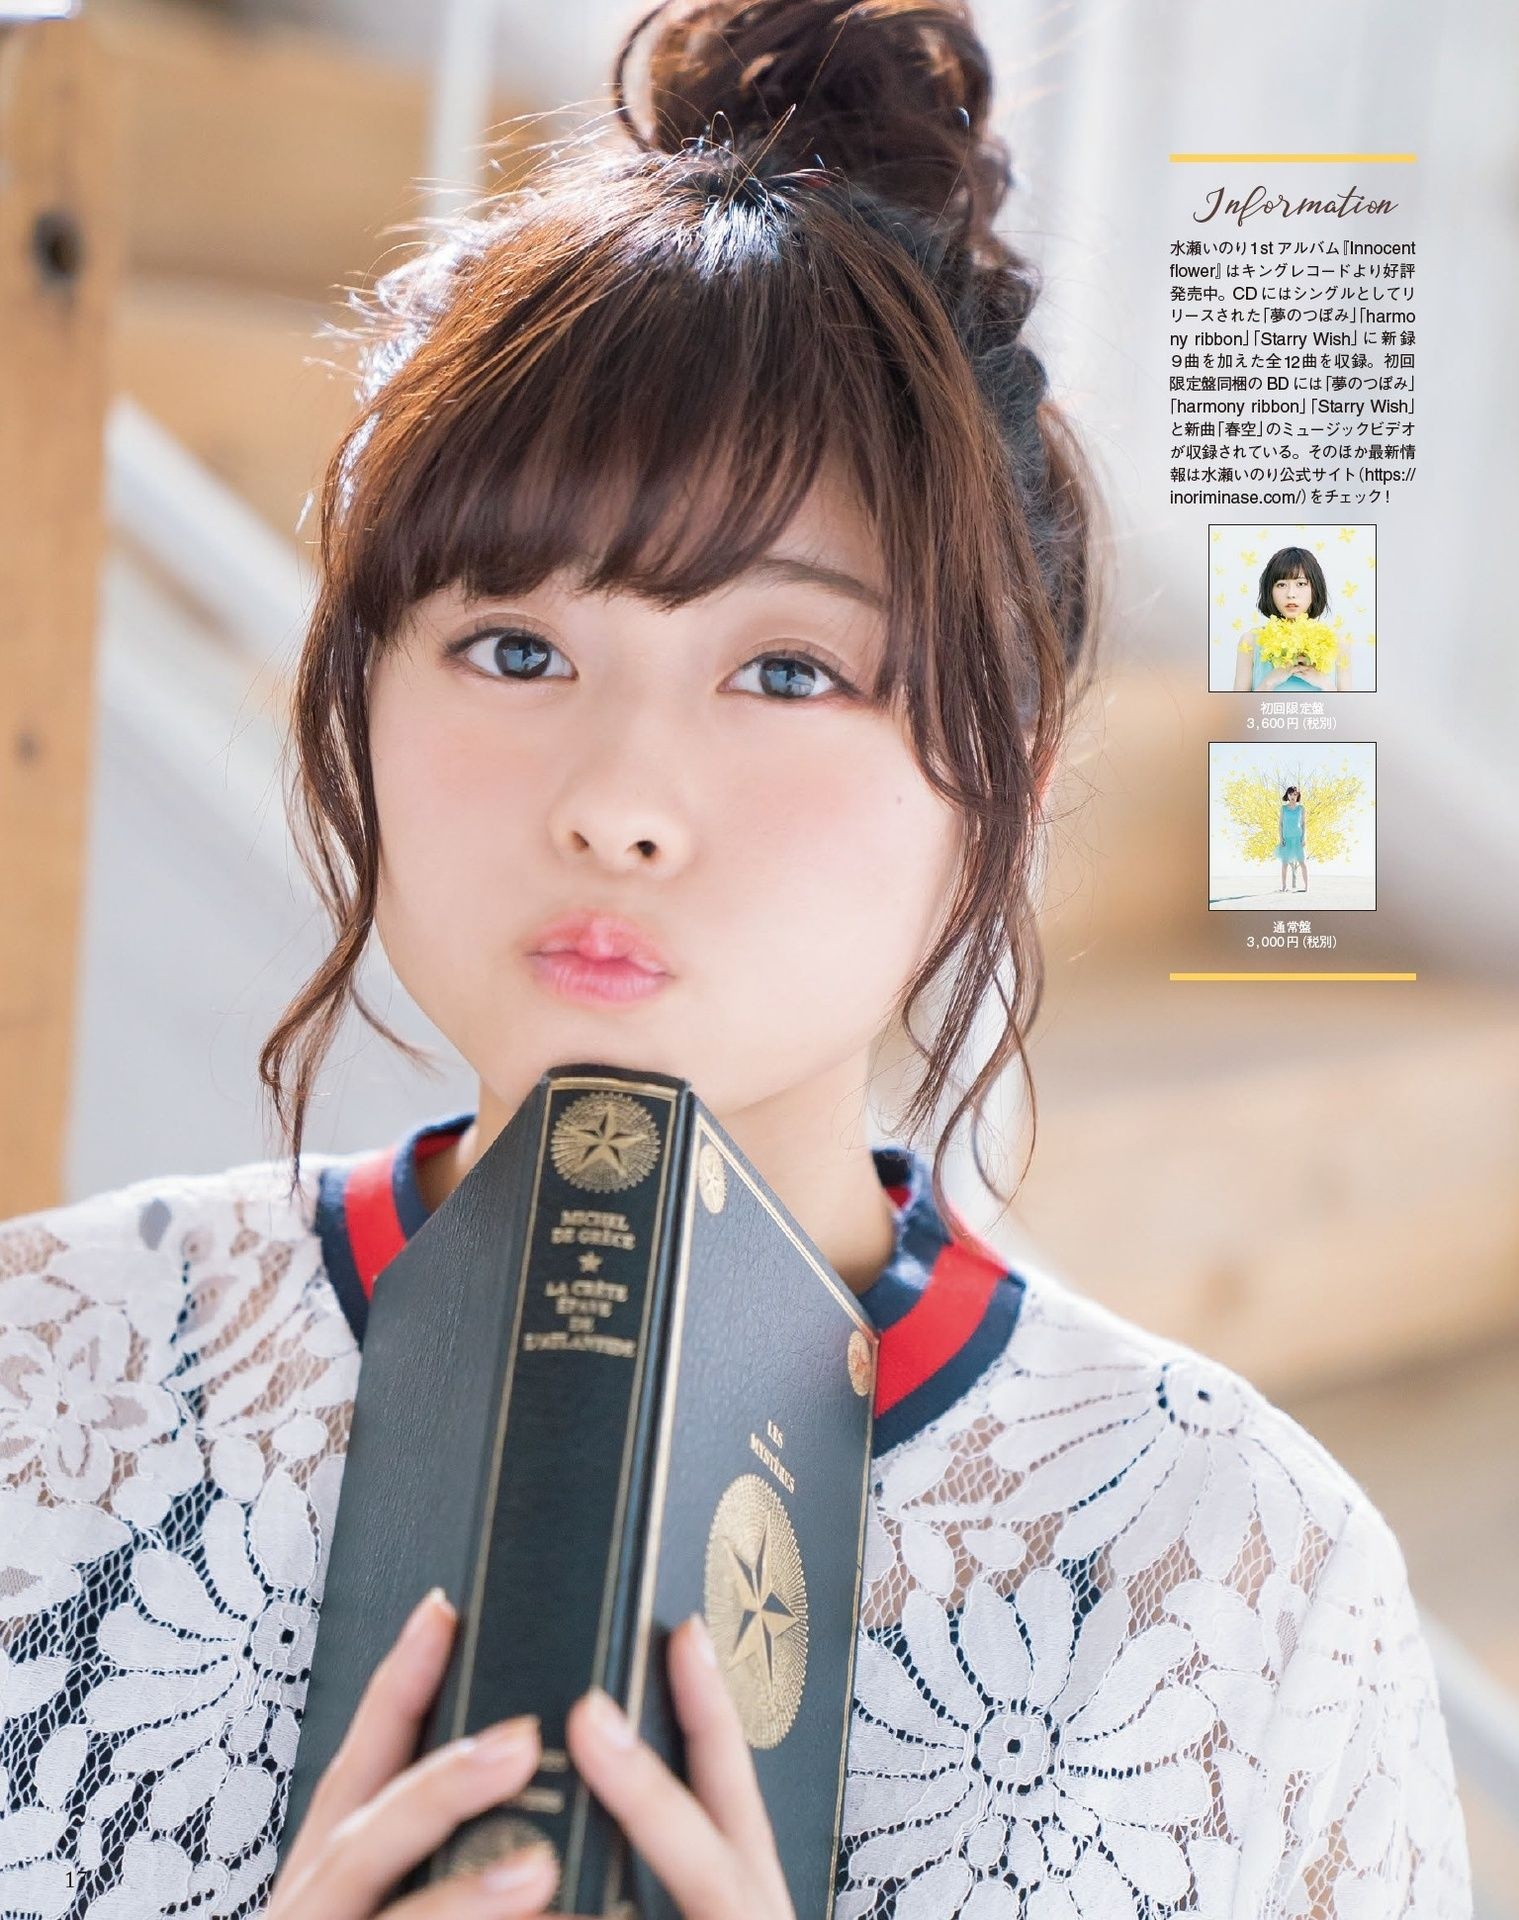 Information
水瀬いのり1stアルバム『Innocent
flower』はキングレコードより好評
発売中。CDにはシングルとしてリ
リースされた「夢のつぼみ」「harmo
ny ribbon」「Starry Wish」に新録
9曲を加えた全12曲を収録。初回
限定盤同梱のBDには「夢のつぼみ」
「harmony ribbon」「Starry Wish」
と新曲「春空」のミュージックビデオ
が収録されている。そのほか最新情
報は水瀬いのり公式サイト(https://
inoriminase.com/)をチェック!
初回限定盤
3,600円(税別)
通常盤
3,000円(税別)
MICHEL
DE GRÈCE
LA CRÈTE
ÉPAVE
DE
L'ATLANTIDE
LES
MYSTÈRES
17